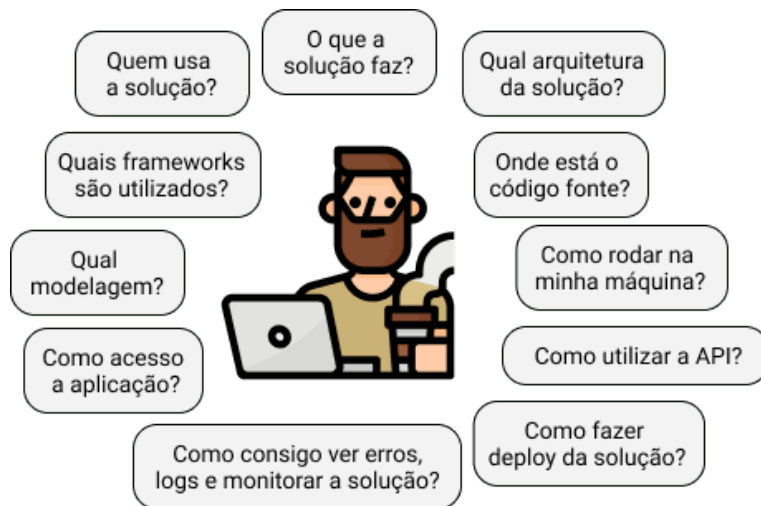 O que a
solução faz?
Quem usa
a solução?
Qual arquitetura
da solução?
Quais frameworks
são utilizados?
Onde está o
código fonte?
Qual
modelagem?
Como rodar na
minha máquina?
Como acesso
a aplicação?
Como utilizar a API?
Como consigo ver erros,
logs e monitorar a solução?
Como fazer
deploy da solução?